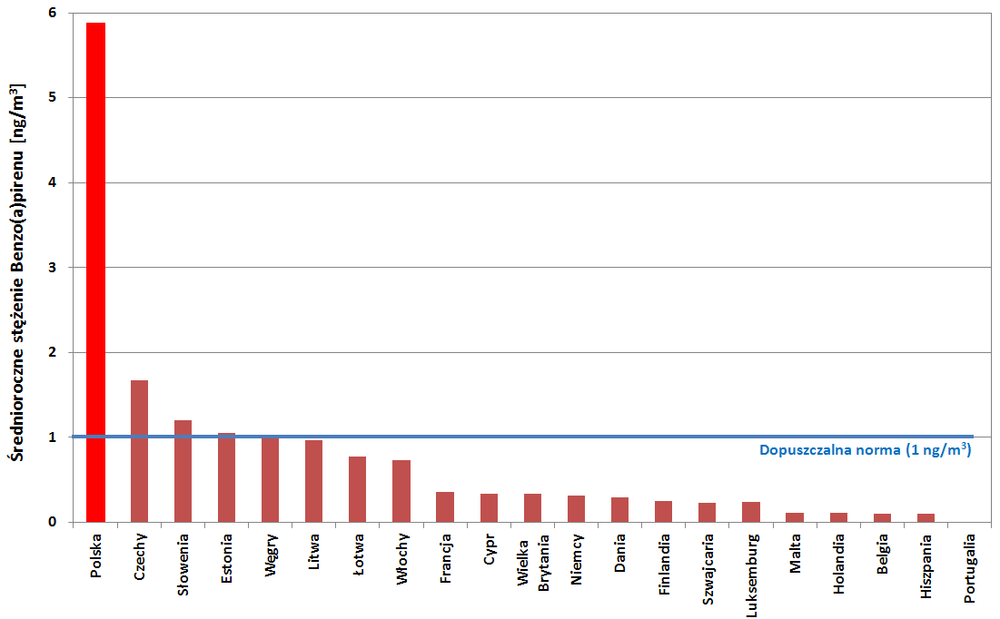 Średnioroczne stężenie Benzo(a)pirenu [ng/m³]
6
5
4
3
2
1
0
Dopuszczalna norma (1 ng/m³)
Polska
Czechy
Słowenia
Estonia
Węgry
Litwa
Łotwa
Włochy
Francja
Cypr
Wielka
Brytania
Niemcy
Dania
Finlandia
Szwajcaria
Luksemburg
Malta
Holandia
Belgia
Hiszpania
Portugalia